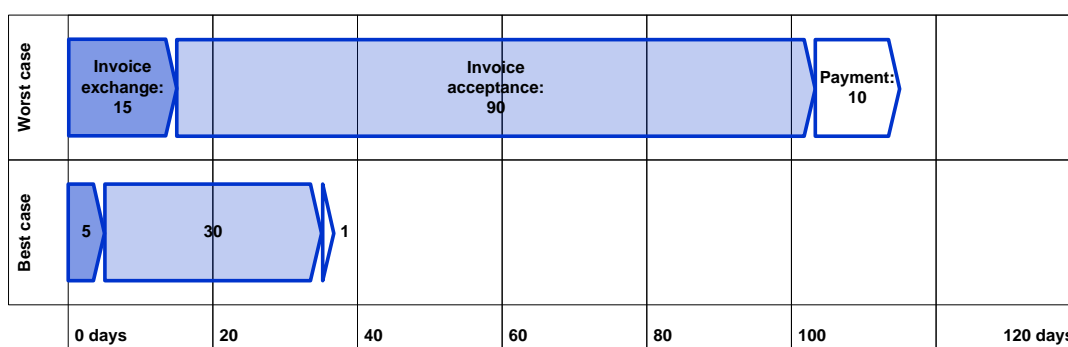 Worst case
Invoice
exchange:
15
Invoice
acceptance:
90
Payment:
10
Best case
5
30
1
0 days
20
40
60
80
100
120 days